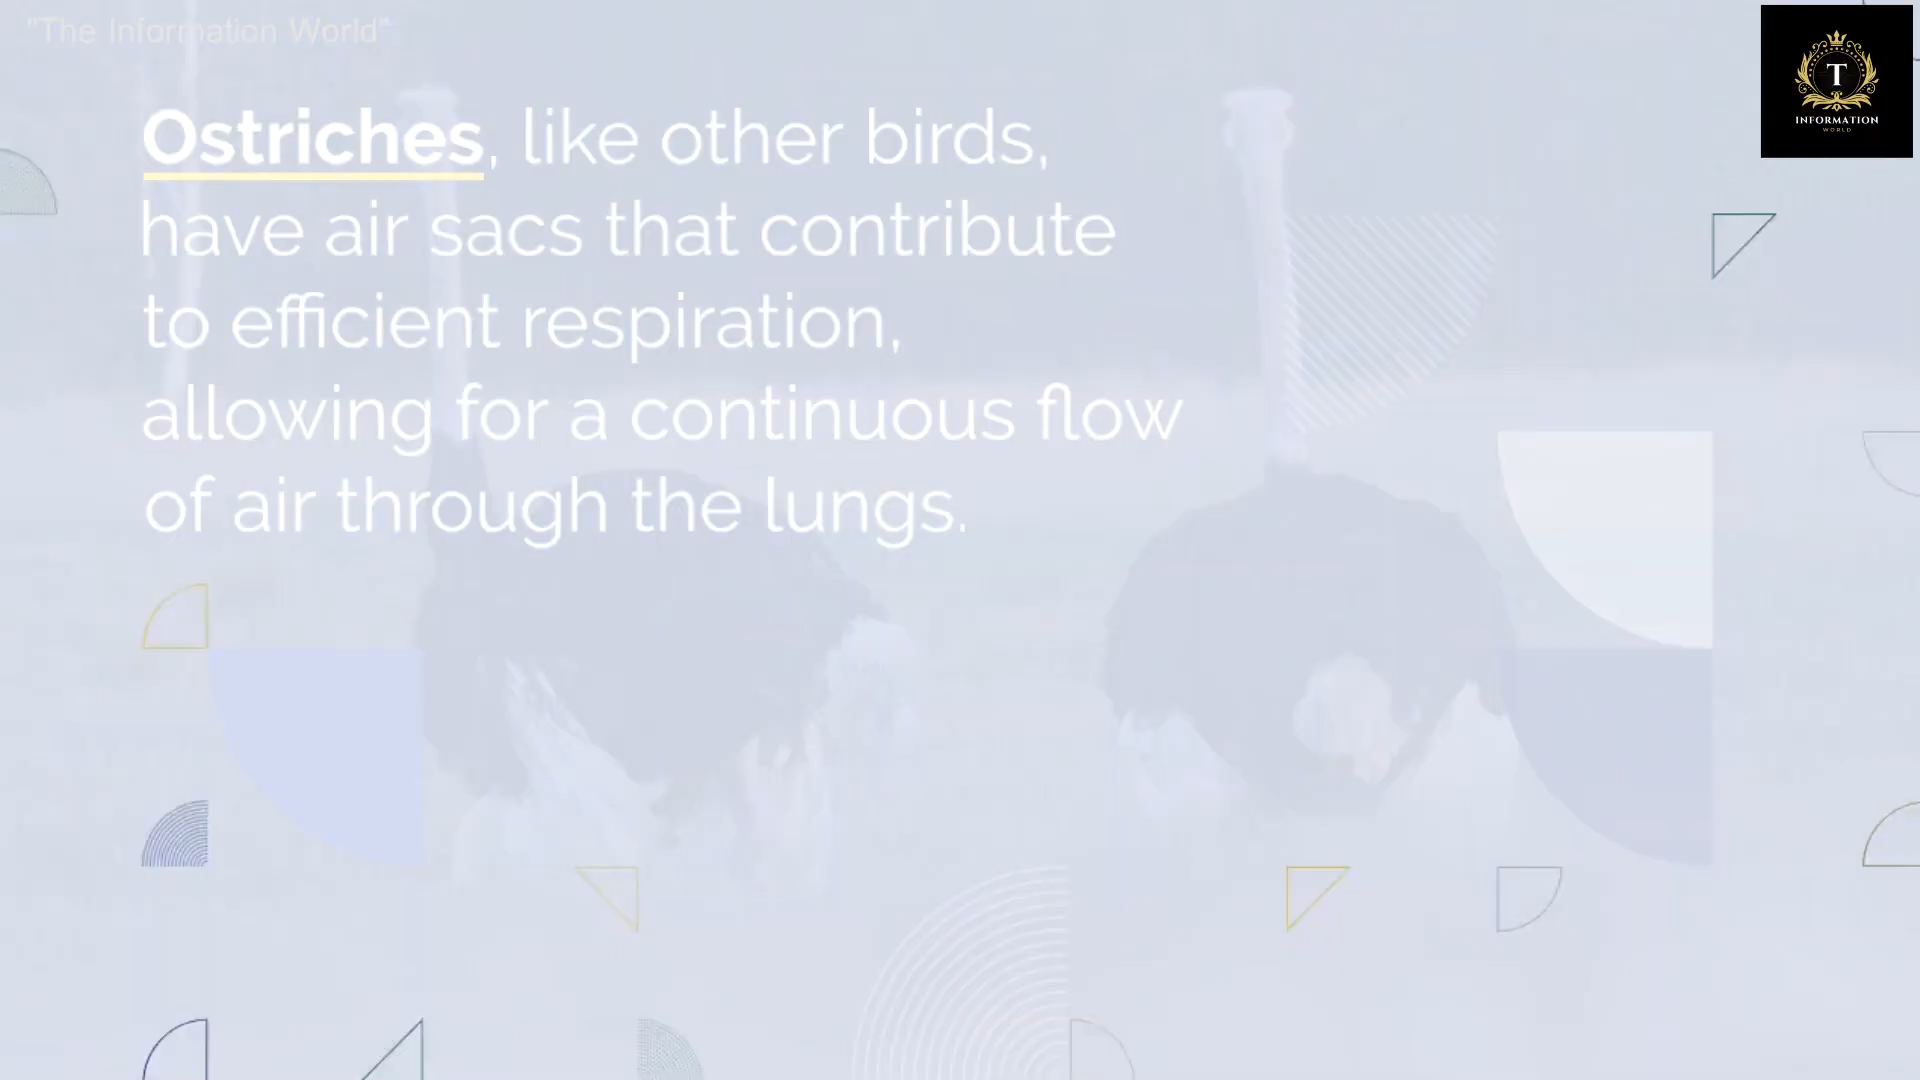 "The Information World"
T
INFORMATION
WORLD
Ostriches, like other birds,
have air sacs that contribute
to efficient respiration,
allowing for a continuous flow
of air through the lungs.